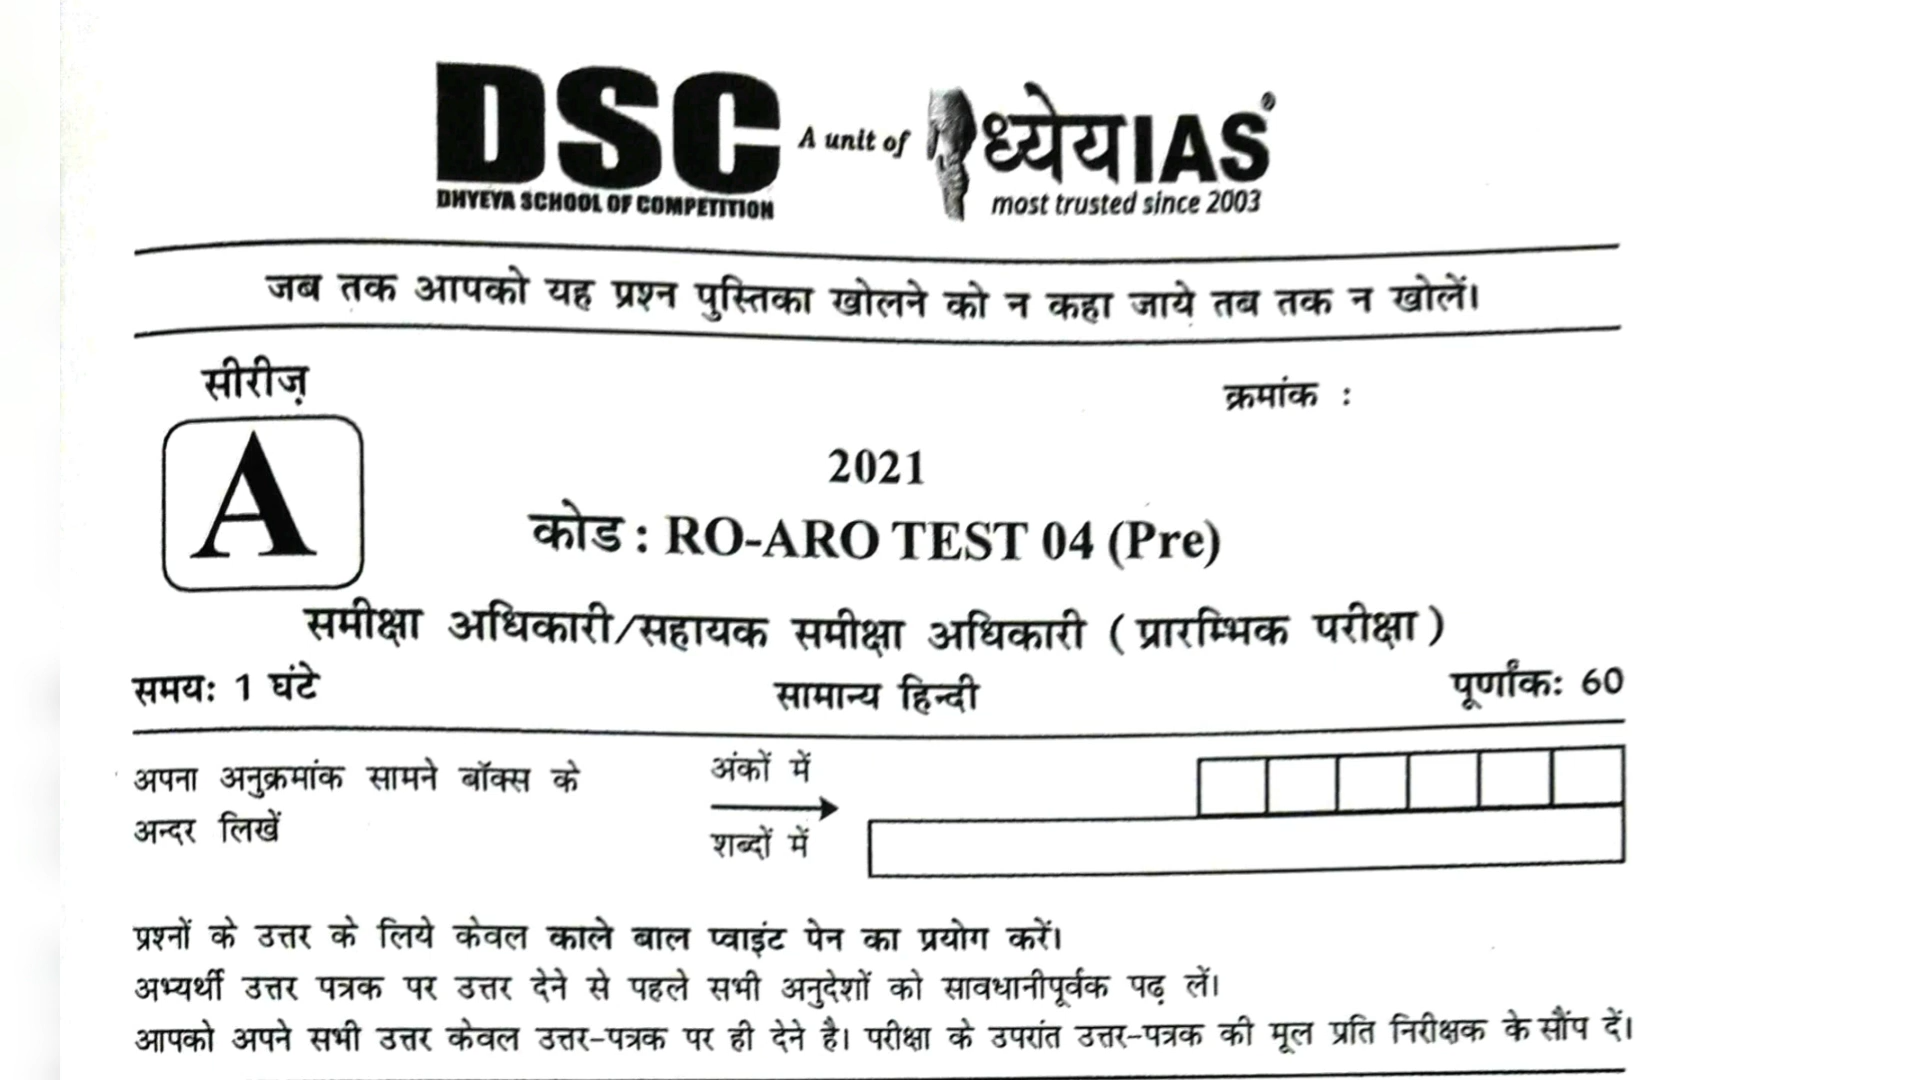 DSC A unit of ध्येय IAS®
DHYEYA SCHOOL OF COMPETITION most trusted since 2003
जब तक आपको यह प्रश्न पुस्तिका खोलने को न कहा जाये तब तक न खोलें।
सीरीज़ क्रमांक :
A
2021
कोड : RO-ARO TEST 04 (Pre)
समीक्षा अधिकारी/सहायक समीक्षा अधिकारी ( प्रारम्भिक परीक्षा )
समय: 1 घंटे सामान्य हिन्दी पूर्णांक: 60
अपना अनुक्रमांक सामने बॉक्स के अंकों में
अन्दर लिखें शब्दों में
प्रश्नों के उत्तर के लिये केवल काले बाल प्वाइंट पेन का प्रयोग करें।
अभ्यर्थी उत्तर पत्रक पर उत्तर देने से पहले सभी अनुदेशों को सावधानीपूर्वक पढ़ लें।
आपको अपने सभी उत्तर केवल उत्तर-पत्रक पर ही देने है। परीक्षा के उपरांत उत्तर-पत्रक की मूल प्रति निरीक्षक के सौंप दें।